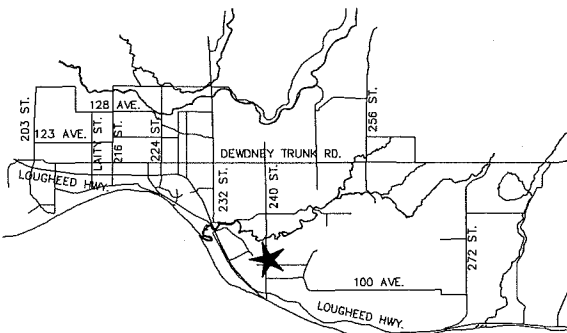 128 AVE.
203 ST.
123 AVE.
LAITY ST.
216 ST.
224 ST.
256 ST.
DEWDNEY TRUNK RD.
LOUGHEED HWY.
232 ST.
240 ST.
272 ST.
100 AVE.
LOUGHEED HWY.